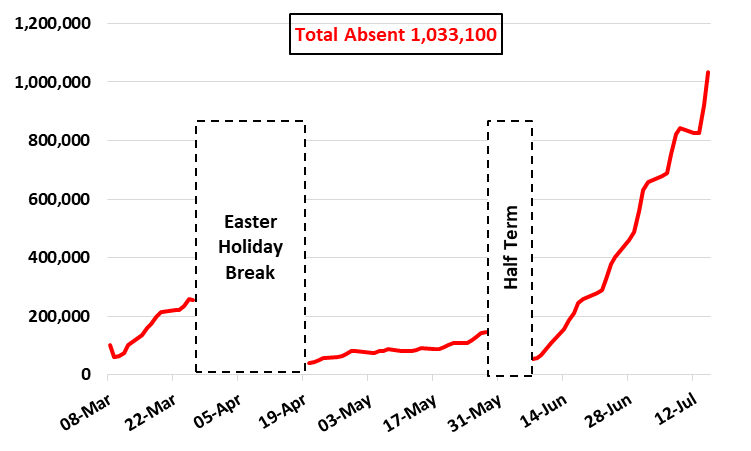 Total Absent 1,033,100
1,200,000
1,000,000
800,000
600,000
400,000
200,000
0
Easter
Holiday
Break
Half Term
08-Mar
22-Mar
05-Apr
19-Apr
03-May
17-May
31-May
14-Jun
28-Jun
12-Jul